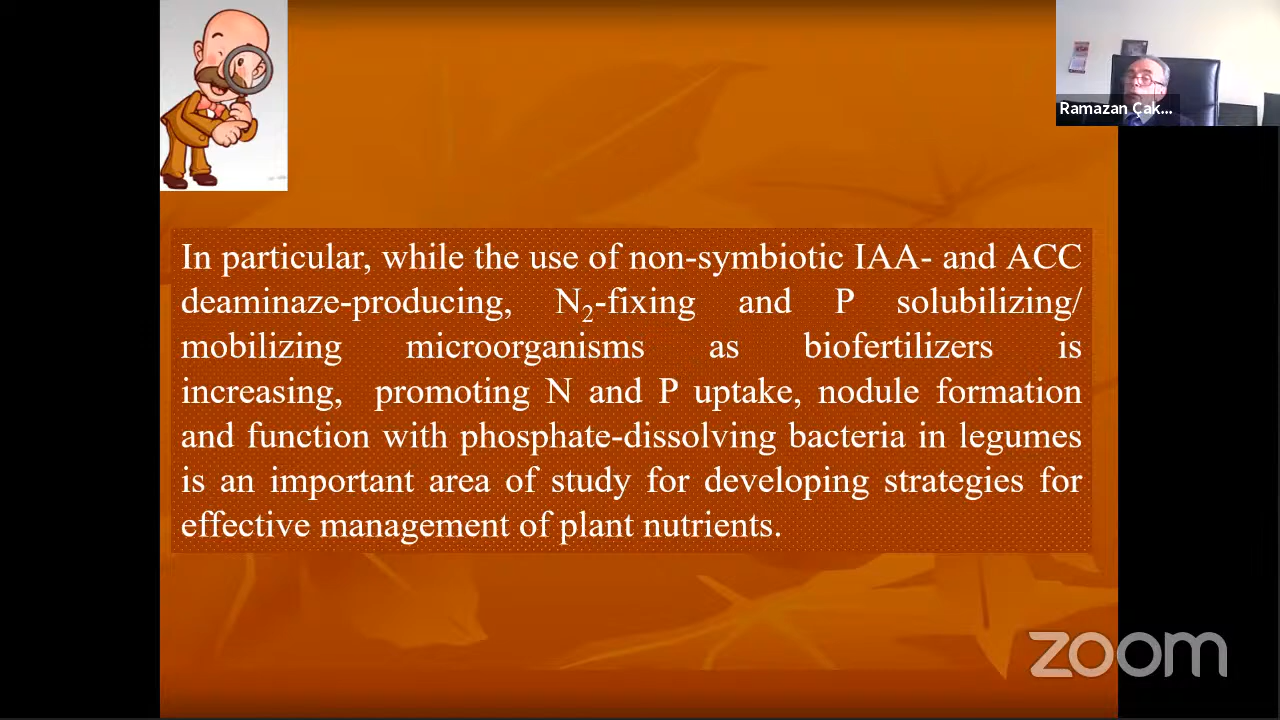 Ramazan Çak...
In particular, while the use of non-symbiotic IAA- and ACC
deaminaze-producing, N₂-fixing and P solubilizing/
mobilizing microorganisms as biofertilizers is
increasing, promoting N and P uptake, nodule formation
and function with phosphate-dissolving bacteria in legumes
is an important area of study for developing strategies for
effective management of plant nutrients.
zoom